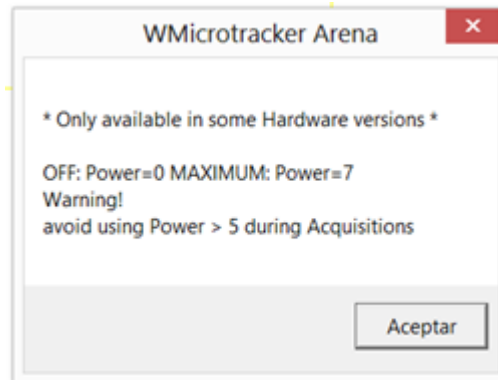 WMicrotracker Arena
* Only available in some Hardware versions *
OFF: Power=0 MAXIMUM: Power=7
Warning!
avoid using Power > 5 during Acquisitions
Aceptar